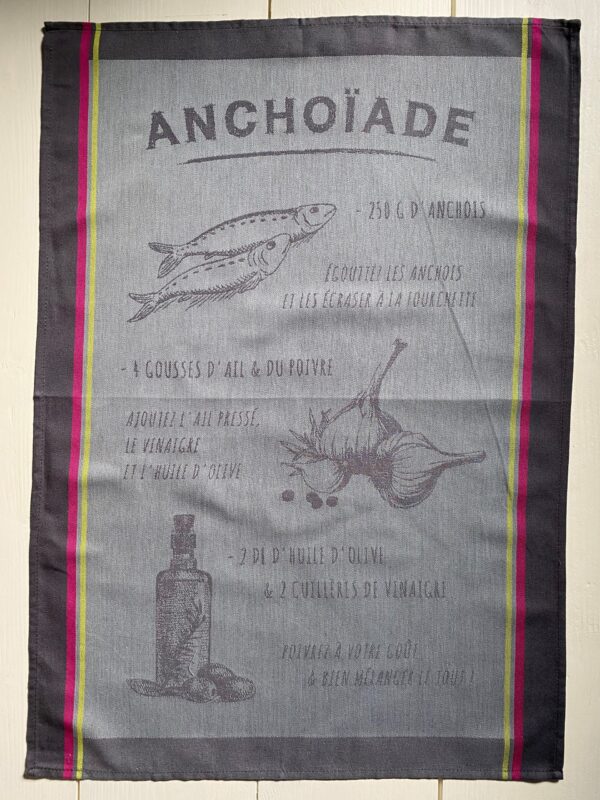 ANCHOÏADE
- 250 G D'ANCHOIS
ÉGOUTTEZ LES ANCHOIS
ET LES ÉCRASER À LA FOURCHETTE
- 4 GOUSSES D'AIL & DU POIVRE
AJOUTEZ L'AIL PRESSÉ,
LE VINAIGRE
ET L'HUILE D'OLIVE
- 2 DL D'HUILE D'OLIVE
& 2 CUILLÈRES DE VINAIGRE
POIVREZ À VOTRE GOÛT
& BIEN MÉLANGER LE TOUT !